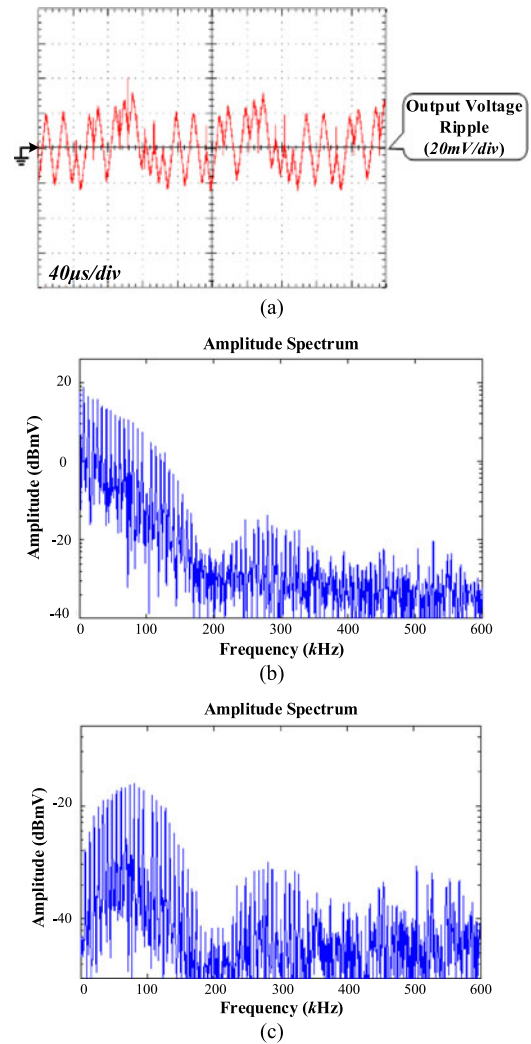 Output Voltage
Ripple
(20mV/div)
40μs/div
(a)
Amplitude Spectrum
20
0
-20
-40
Amplitude (dBmV)
0 100 200 300 400 500 600
Frequency (kHz)
(b)
Amplitude Spectrum
-20
-40
Amplitude (dBmV)
0 100 200 300 400 500 600
Frequency (kHz)
(c)